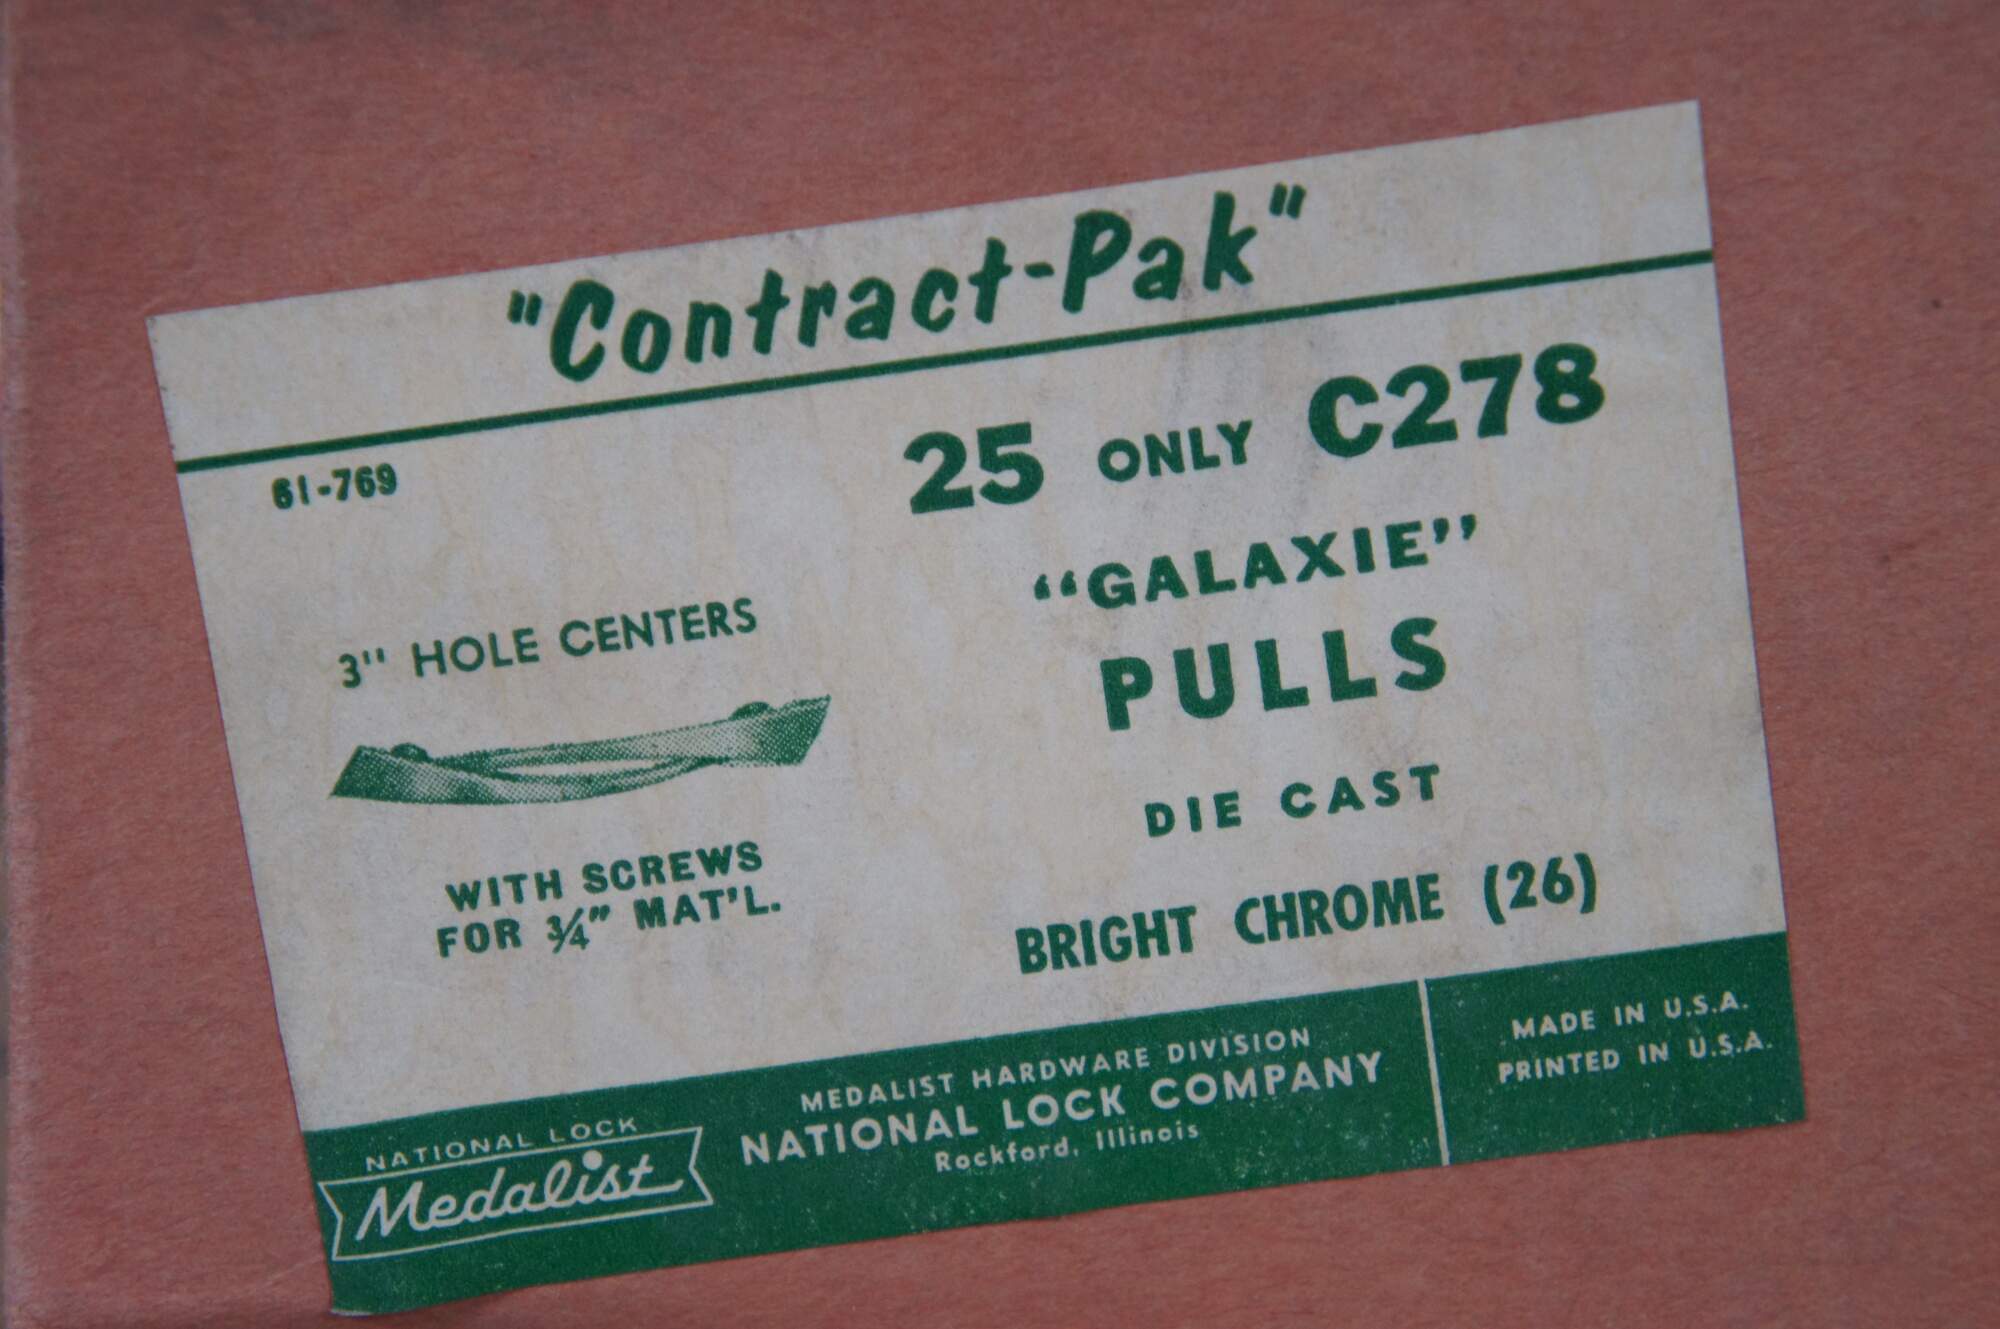 "Contract-Pak"
61-769
25 ONLY C278
"GALAXIE"
PULLS
DIE CAST
BRIGHT CHROME (26)
3" HOLE CENTERS
WITH SCREWS
FOR 3/4" MAT'L.
NATIONAL LOCK
Medalist
MEDALIST HARDWARE DIVISION
NATIONAL LOCK COMPANY
Rockford, Illinois
MADE IN U.S.A.
PRINTED IN U.S.A.